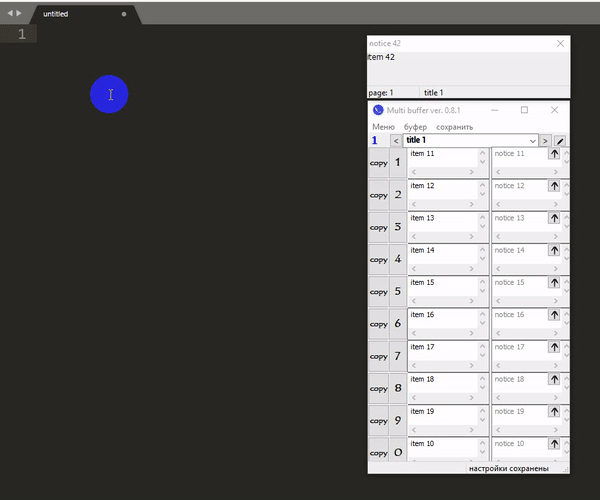 untitled
1
notice 42
item 42
page: 1 title 1
Multi buffer ver. 0.8.1
Меню буфер сохранить
1 < title 1 >
copy 1 item 11 notice 11
copy 2 item 12 notice 12
copy 3 item 13 notice 13
copy 4 item 14 notice 14
copy 5 item 15 notice 15
copy 6 item 16 notice 16
copy 7 item 17 notice 17
copy 8 item 18 notice 18
copy 9 item 19 notice 19
copy 0 item 10 notice 10
настройки сохранены